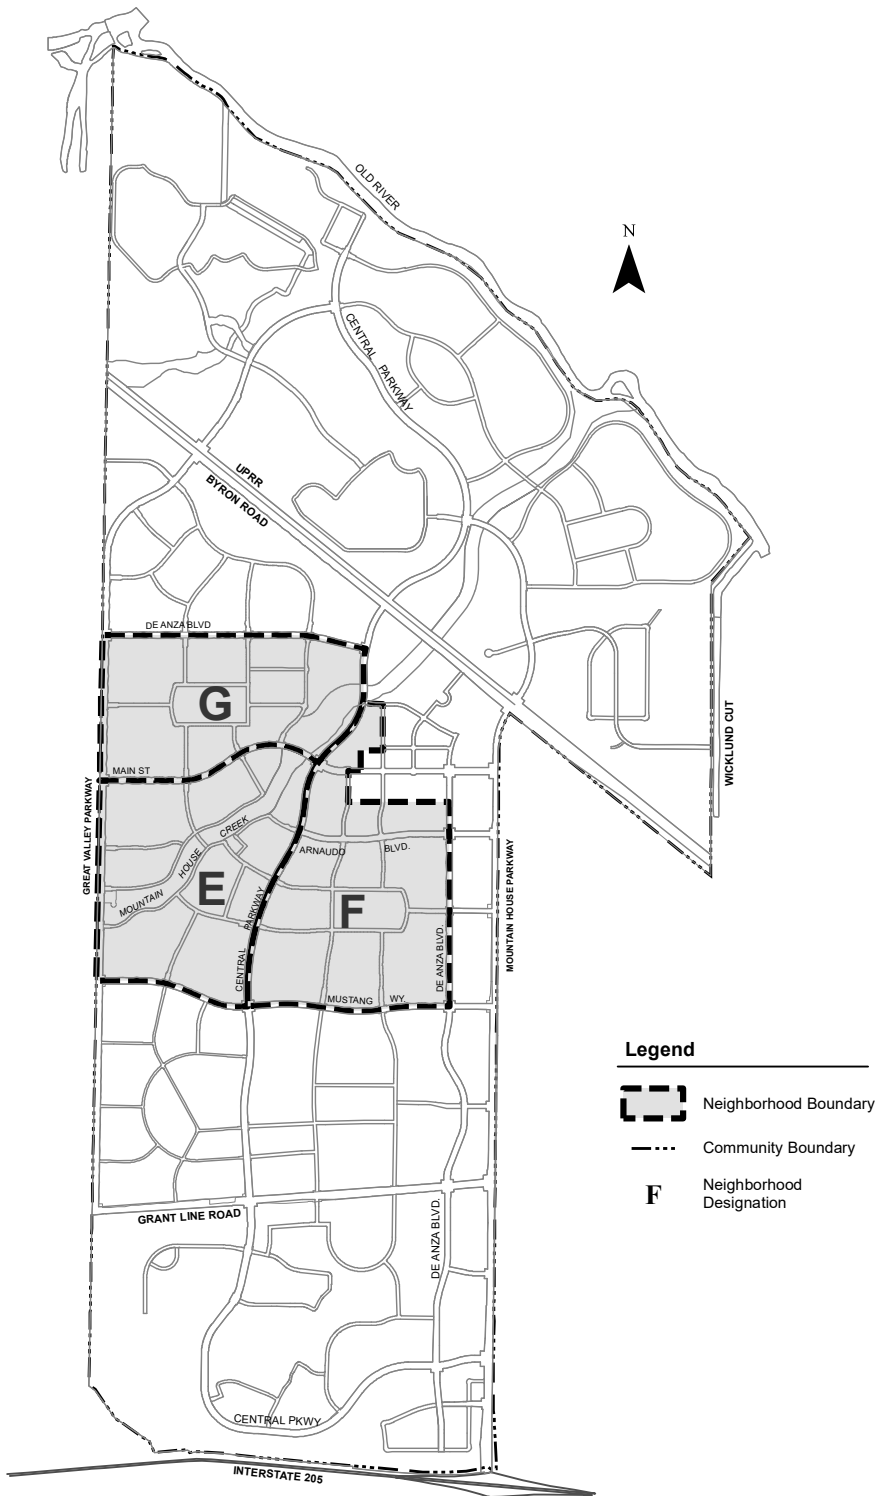 OLD RIVER
N
CENTRAL PARKWAY
UPRR
BYRON ROAD
DE ANZA BLVD
G
WICKLUND CUT
MAIN ST
GREAT VALLEY PARKWAY
CREEK
HOUSE
MOUNTAIN
ARNAUDO BLVD.
E
F
PARKWAY
CENTRAL
DE ANZA BLVD.
MOUNTAIN HOUSE PARKWAY
MUSTANG WY.
Legend
Neighborhood Boundary
Community Boundary
F
Neighborhood
Designation
GRANT LINE ROAD
DE ANZA BLVD.
CENTRAL PKWY
INTERSTATE 205